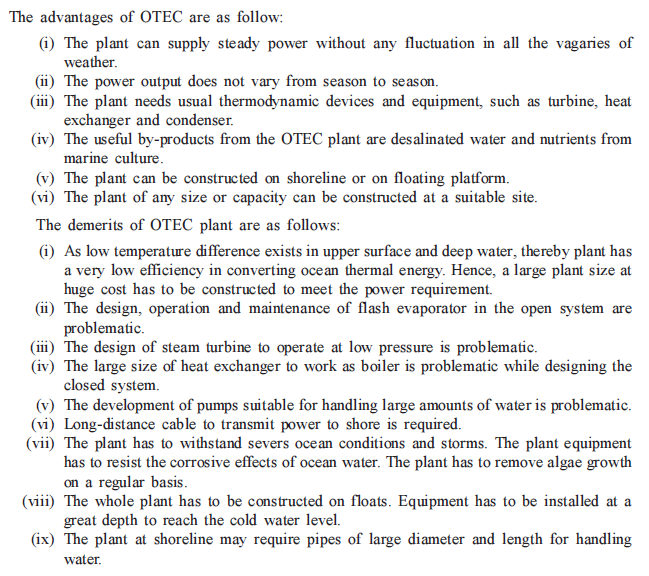 The advantages of OTEC are as follow:
(i) The plant can supply steady power without any fluctuation in all the vagaries of
weather.
(ii) The power output does not vary from season to season.
(iii) The plant needs usual thermodynamic devices and equipment, such as turbine, heat
exchanger and condenser.
(iv) The useful by-products from the OTEC plant are desalinated water and nutrients from
marine culture.
(v) The plant can be constructed on shoreline or on floating platform.
(vi) The plant of any size or capacity can be constructed at a suitable site.
The demerits of OTEC plant are as follows:
(i) As low temperature difference exists in upper surface and deep water, thereby plant has
a very low efficiency in converting ocean thermal energy. Hence, a large plant size at
huge cost has to be constructed to meet the power requirement.
(ii) The design, operation and maintenance of flash evaporator in the open system are
problematic.
(iii) The design of steam turbine to operate at low pressure is problematic.
(iv) The large size of heat exchanger to work as boiler is problematic while designing the
closed system.
(v) The development of pumps suitable for handling large amounts of water is problematic.
(vi) Long-distance cable to transmit power to shore is required.
(vii) The plant has to withstand severs ocean conditions and storms. The plant equipment
has to resist the corrosive effects of ocean water. The plant has to remove algae growth
on a regular basis.
(viii) The whole plant has to be constructed on floats. Equipment has to be installed at a
great depth to reach the cold water level.
(ix) The plant at shoreline may require pipes of large diameter and length for handling
water.